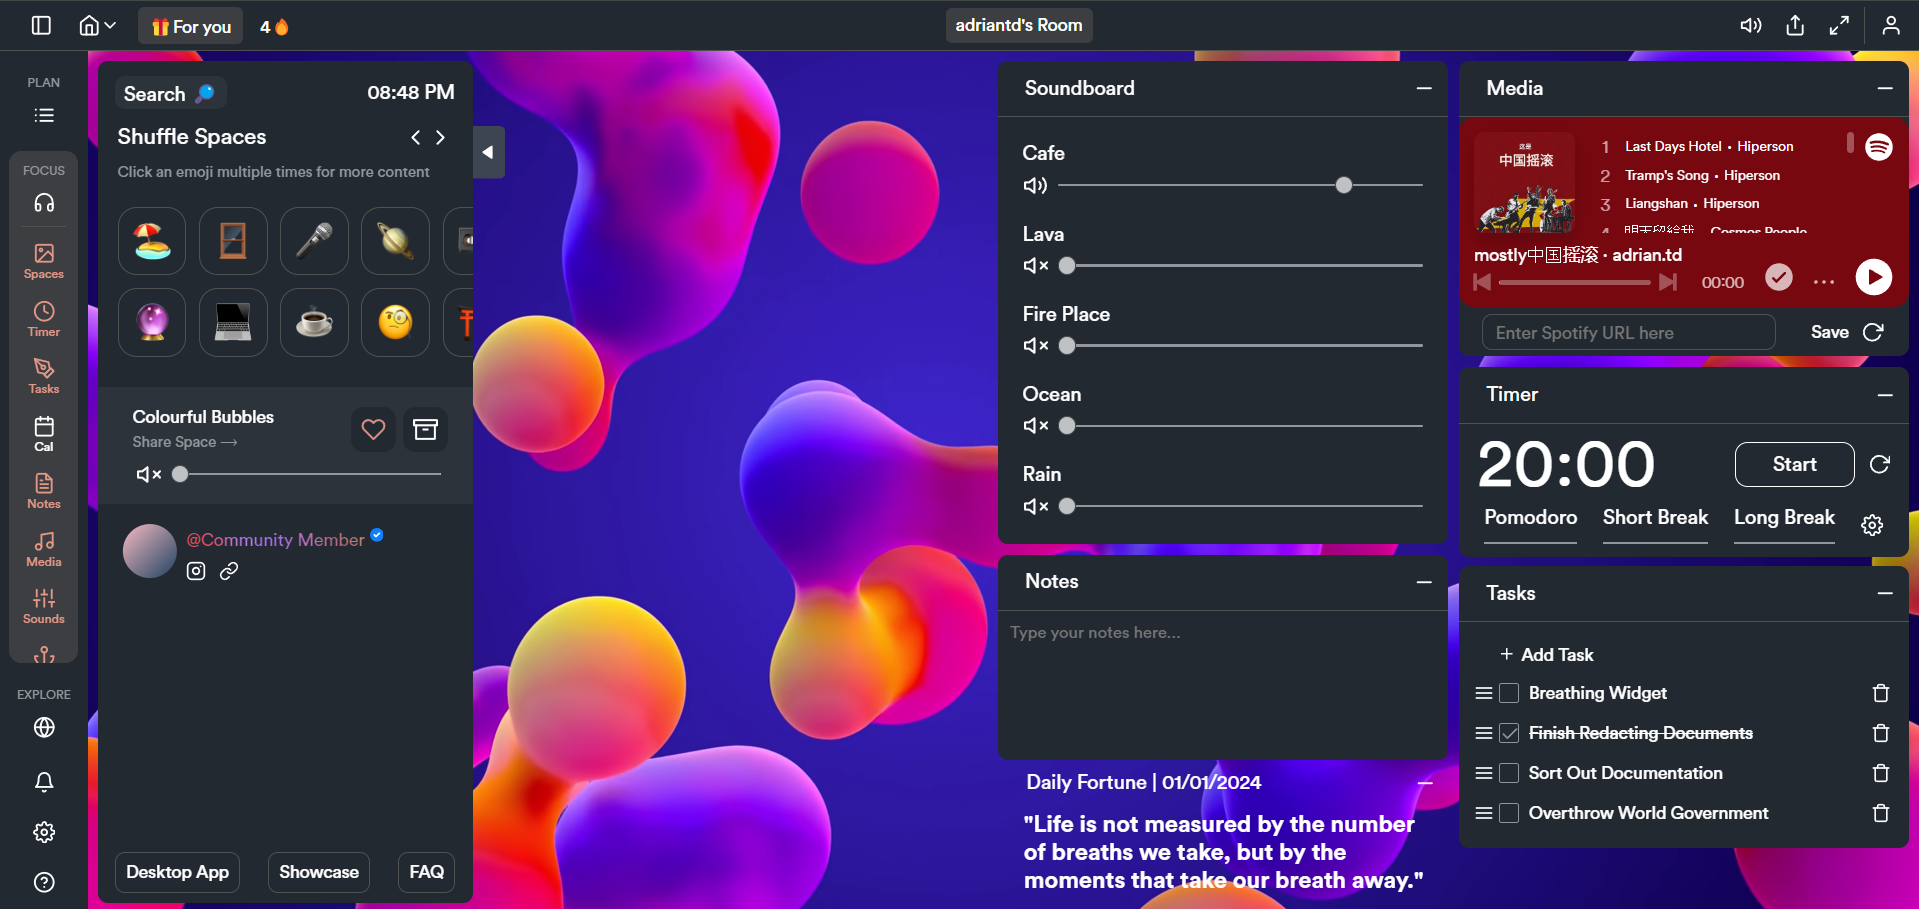 For you
4
adriantd's Room
PLAN
FOCUS
Spaces
Timer
Tasks
Cal
Notes
Media
Sounds
EXPLORE
Search
08:48 PM
Shuffle Spaces
Click an emoji multiple times for more content
Colourful Bubbles
Share Space →
@Community Member
Desktop App
Showcase
FAQ
Soundboard
Cafe
Lava
Fire Place
Ocean
Rain
Notes
Type your notes here...
Daily Fortune | 01/01/2024
"Life is not measured by the number
of breaths we take, but by the
moments that take our breath away."
Media
这是
中国摇滚
1 Last Days Hotel • Hiperson
2 Tramp's Song • Hiperson
3 Liangshan • Hiperson
4 明天留給我 • Cosmos People
mostly中国摇滚 · adrian.td
00:00
Enter Spotify URL here
Save
Timer
20:00
Start
Pomodoro
Short Break
Long Break
Tasks
+ Add Task
Breathing Widget
Finish Redacting Documents
Sort Out Documentation
Overthrow World Government